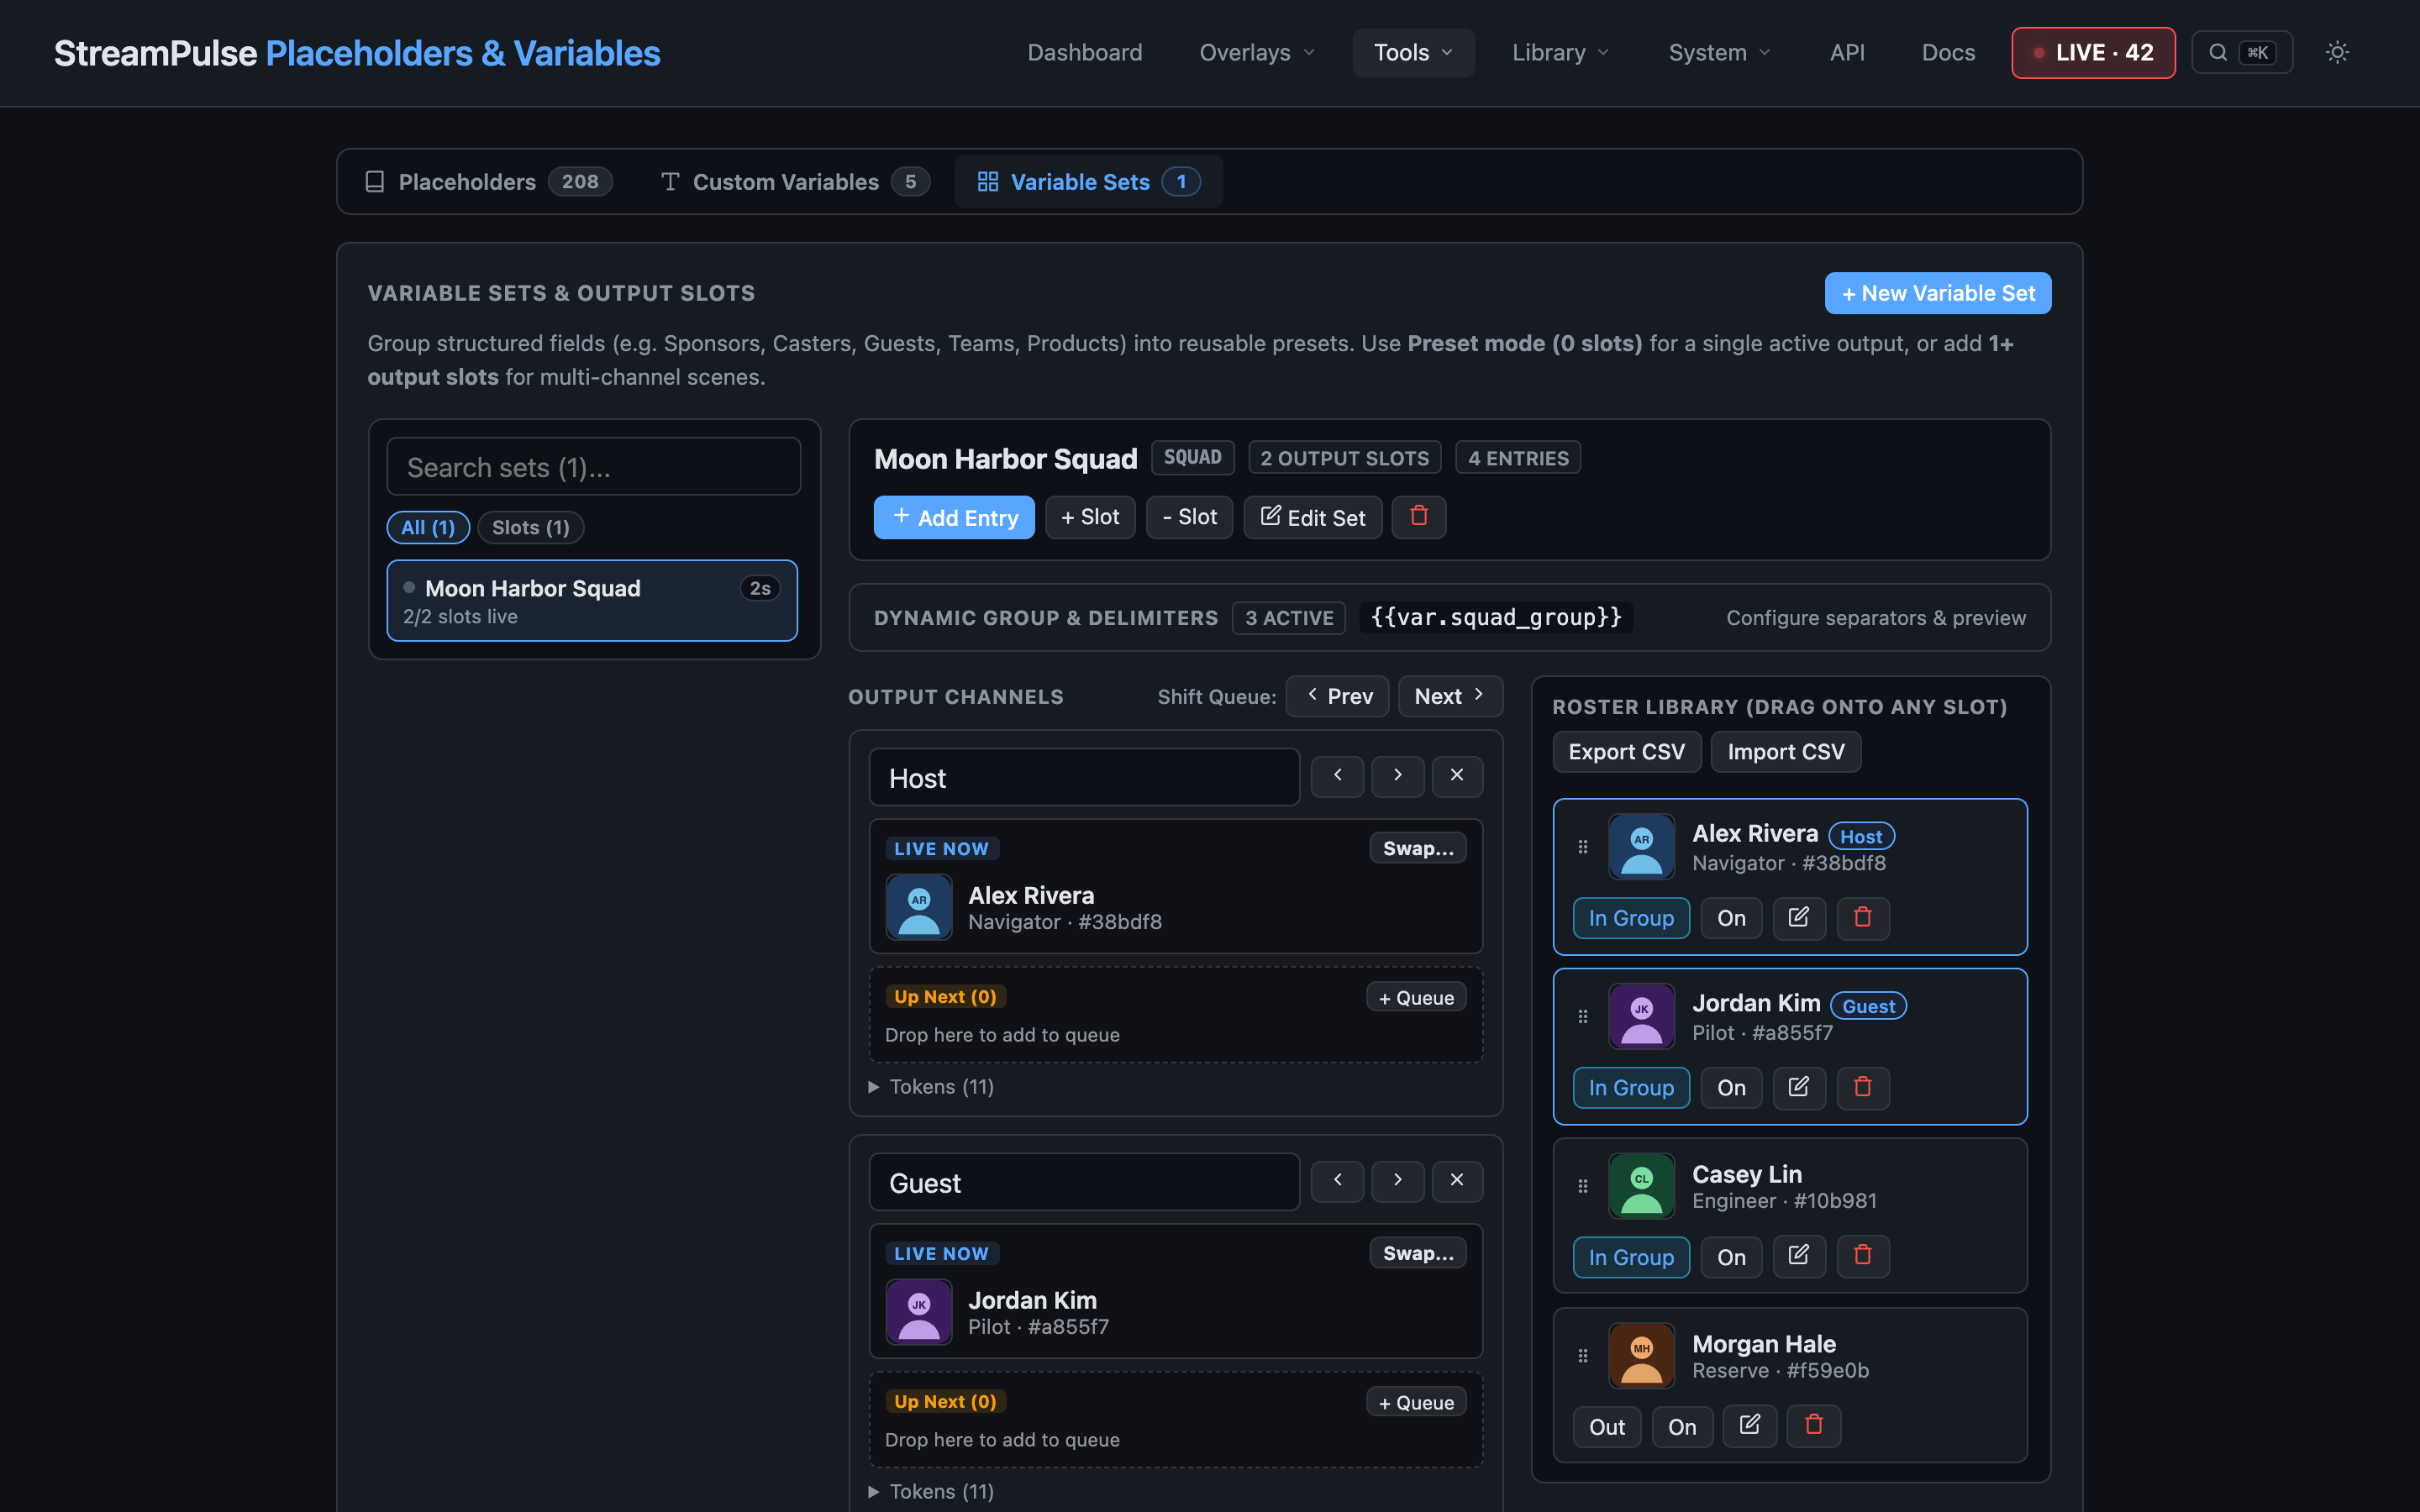 StreamPulse Placeholders & Variables
Dashboard
Overlays
Tools
Library
System
API
Docs
LIVE · 42
⌘K
Placeholders 208
Custom Variables 5
Variable Sets 1
VARIABLE SETS & OUTPUT SLOTS
+ New Variable Set
Group structured fields (e.g. Sponsors, Casters, Guests, Teams, Products) into reusable presets. Use Preset mode (0 slots) for a single active output, or add 1+
output slots for multi-channel scenes.
Search sets (1)...
All (1)
Slots (1)
Moon Harbor Squad 2s
2/2 slots live
Moon Harbor Squad SQUAD 2 OUTPUT SLOTS 4 ENTRIES
+ Add Entry
+ Slot
- Slot
Edit Set
DYNAMIC GROUP & DELIMITERS 3 ACTIVE {{var.squad_group}} Configure separators & preview
OUTPUT CHANNELS
Shift Queue:
Prev
Next
Host
LIVE NOW
Swap...
AR
Alex Rivera
Navigator · #38bdf8
Up Next (0)
+ Queue
Drop here to add to queue
Tokens (11)
Guest
LIVE NOW
Swap...
JK
Jordan Kim
Pilot · #a855f7
Up Next (0)
+ Queue
Drop here to add to queue
Tokens (11)
ROSTER LIBRARY (DRAG ONTO ANY SLOT)
Export CSV
Import CSV
AR
Alex Rivera Host
Navigator · #38bdf8
In Group
On
JK
Jordan Kim Guest
Pilot · #a855f7
In Group
On
CL
Casey Lin
Engineer · #10b981
In Group
On
MH
Morgan Hale
Reserve · #f59e0b
Out
On